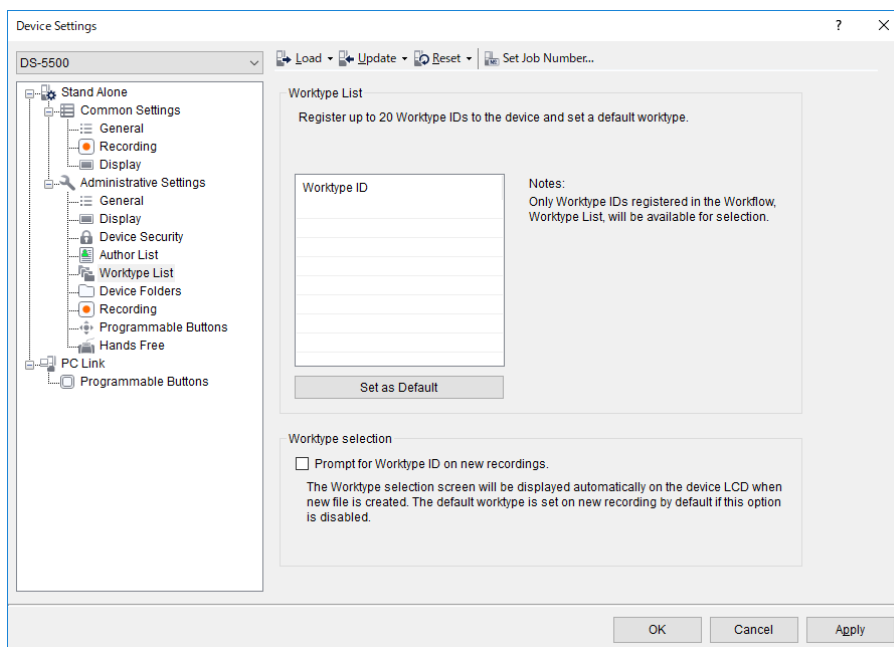 Device Settings
?
DS-5500
Load
Update
Reset
Set Job Number...
Stand Alone
Common Settings
General
Recording
Display
Administrative Settings
General
Display
Device Security
Author List
Worktype List
Device Folders
Recording
Programmable Buttons
Hands Free
PC Link
Programmable Buttons
Worktype List
Register up to 20 Worktype IDs to the device and set a default worktype.
Worktype ID
Notes:
Only Worktype IDs registered in the Workflow,
Worktype List, will be available for selection.
Set as Default
Worktype selection
Prompt for Worktype ID on new recordings.
The Worktype selection screen will be displayed automatically on the device LCD when
new file is created. The default worktype is set on new recording by default if this option
is disabled.
OK
Cancel
Apply